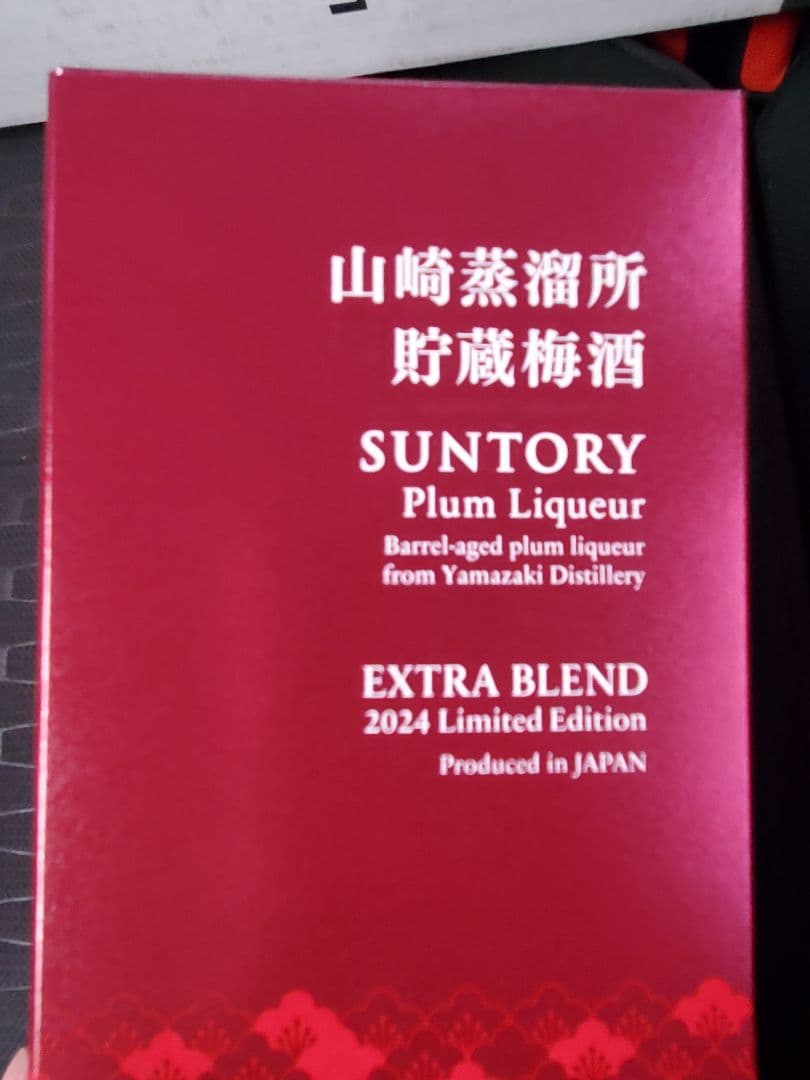 山崎蒸溜所
貯蔵梅酒
SUNTORY
Plum Liqueur
Barrel-aged plum liqueur
from Yamazaki Distillery
EXTRA BLEND
2024 Limited Edition
Produced in JAPAN